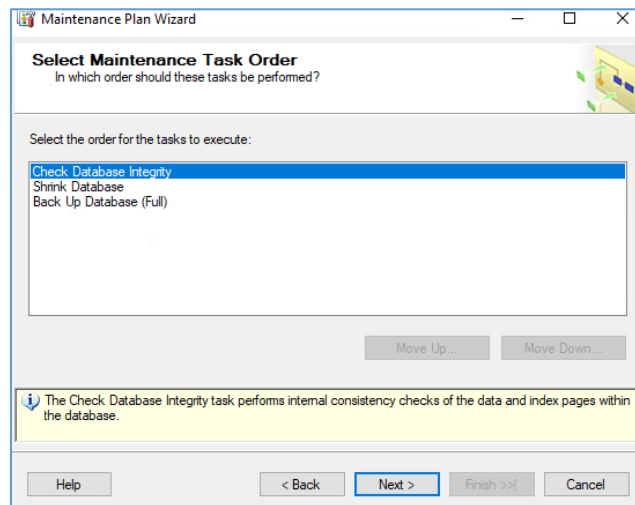 Maintenance Plan Wizard
Select Maintenance Task Order
In which order should these tasks be performed?
Select the order for the tasks to execute:
Check Database Integrity
Shrink Database
Back Up Database (Full)
Move Up...
Move Down...
The Check Database Integrity task performs internal consistency checks of the data and index pages within
the database.
Help
< Back
Next >
Finish >>|
Cancel